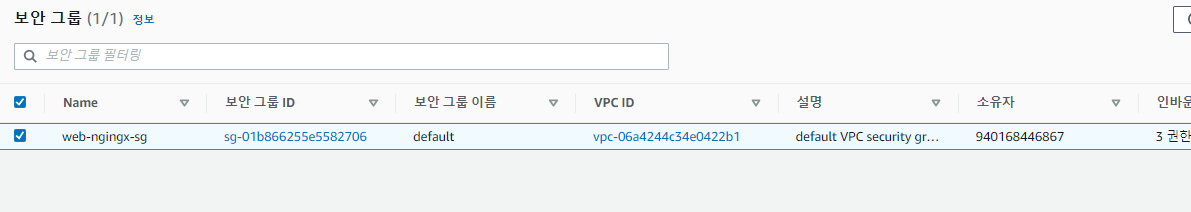 보안 그룹 (1/1) 정보
보안 그룹 필터링
Name 보안 그룹 ID 보안 그룹 이름 VPC ID 설명 소유자 인바운
web-ngingx-sg sg-01b866255e5582706 default vpc-06a4244c34e0422b1 default VPC security gr... 940168446867 3 권한